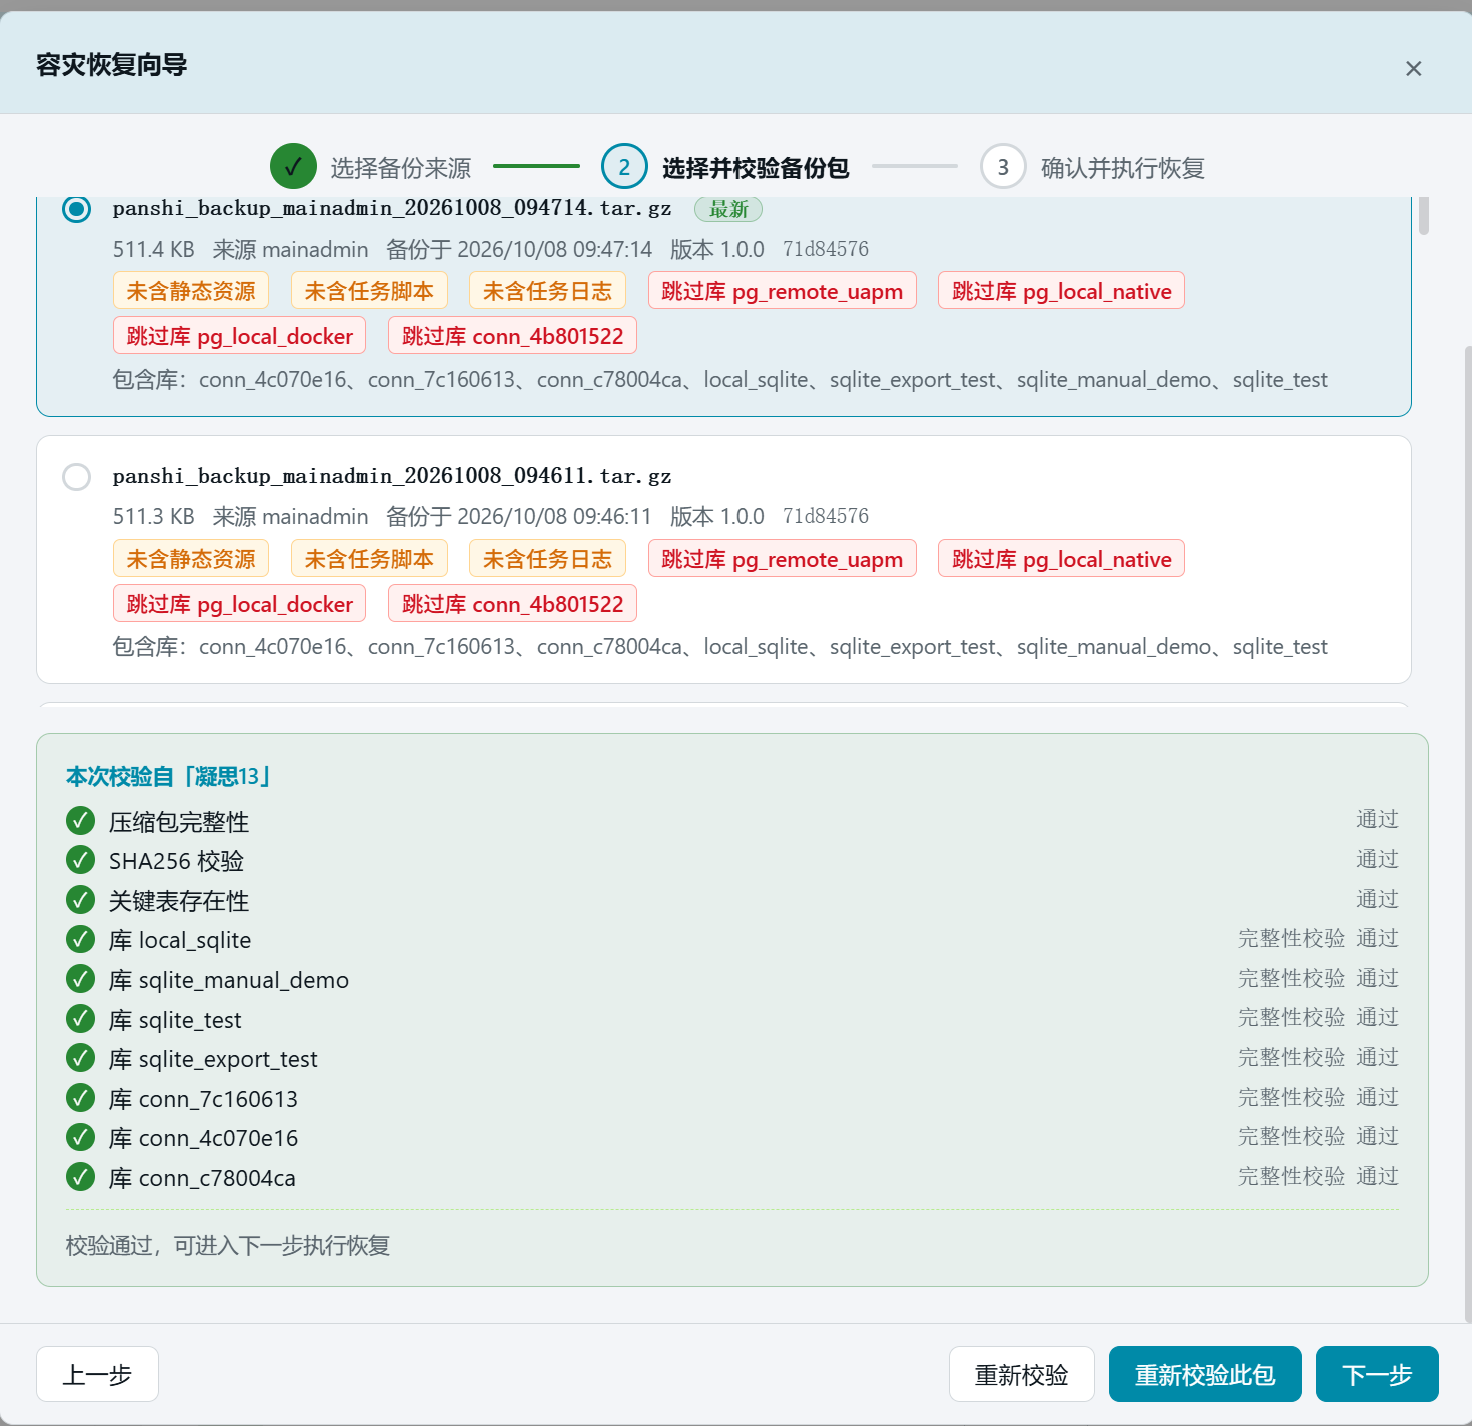 容灾恢复向导
×
✓ 选择备份来源 2 选择并校验备份包 3 确认并执行恢复
panshi_backup_mainadmin_20261008_094714.tar.gz 最新
511.4 KB 来源 mainadmin 备份于 2026/10/08 09:47:14 版本 1.0.0 71d84576
未含静态资源 未含任务脚本 未含任务日志 跳过库 pg_remote_uapm 跳过库 pg_local_native
跳过库 pg_local_docker 跳过库 conn_4b801522
包含库：conn_4c070e16、conn_7c160613、conn_c78004ca、local_sqlite、sqlite_export_test、sqlite_manual_demo、sqlite_test
panshi_backup_mainadmin_20261008_094611.tar.gz
511.3 KB 来源 mainadmin 备份于 2026/10/08 09:46:11 版本 1.0.0 71d84576
未含静态资源 未含任务脚本 未含任务日志 跳过库 pg_remote_uapm 跳过库 pg_local_native
跳过库 pg_local_docker 跳过库 conn_4b801522
包含库：conn_4c070e16、conn_7c160613、conn_c78004ca、local_sqlite、sqlite_export_test、sqlite_manual_demo、sqlite_test
本次校验自「凝思13」
压缩包完整性 通过
SHA256 校验 通过
关键表存在性 通过
库 local_sqlite 完整性校验 通过
库 sqlite_manual_demo 完整性校验 通过
库 sqlite_test 完整性校验 通过
库 sqlite_export_test 完整性校验 通过
库 conn_7c160613 完整性校验 通过
库 conn_4c070e16 完整性校验 通过
库 conn_c78004ca 完整性校验 通过
校验通过，可进入下一步执行恢复
上一步 重新校验 重新校验此包 下一步